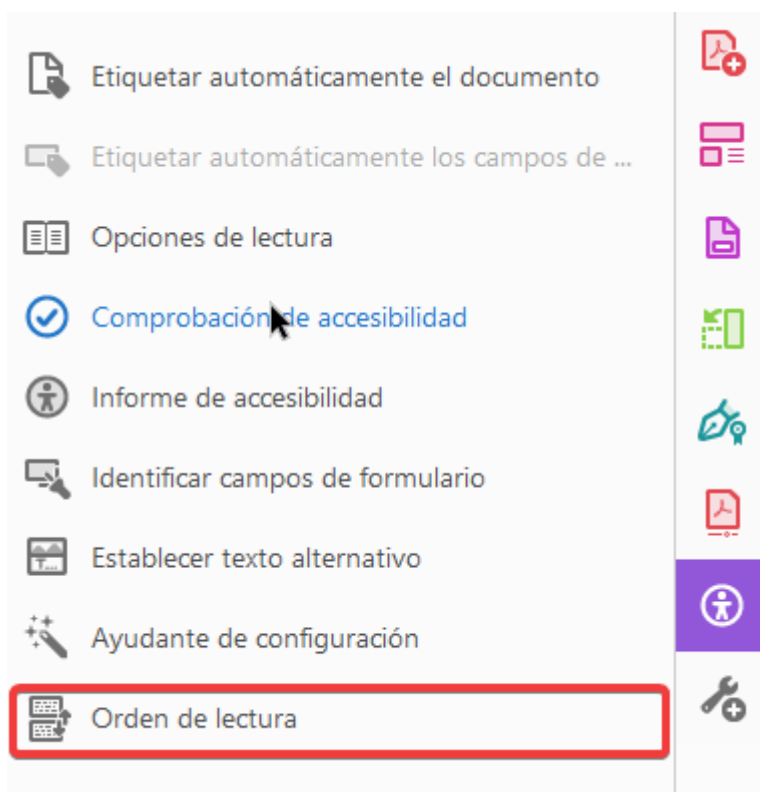 Etiquetar automáticamente el documento
Etiquetar automáticamente los campos de ...
Opciones de lectura
Comprobación de accesibilidad
Informe de accesibilidad
Identificar campos de formulario
Establecer texto alternativo
Ayudante de configuración
Orden de lectura